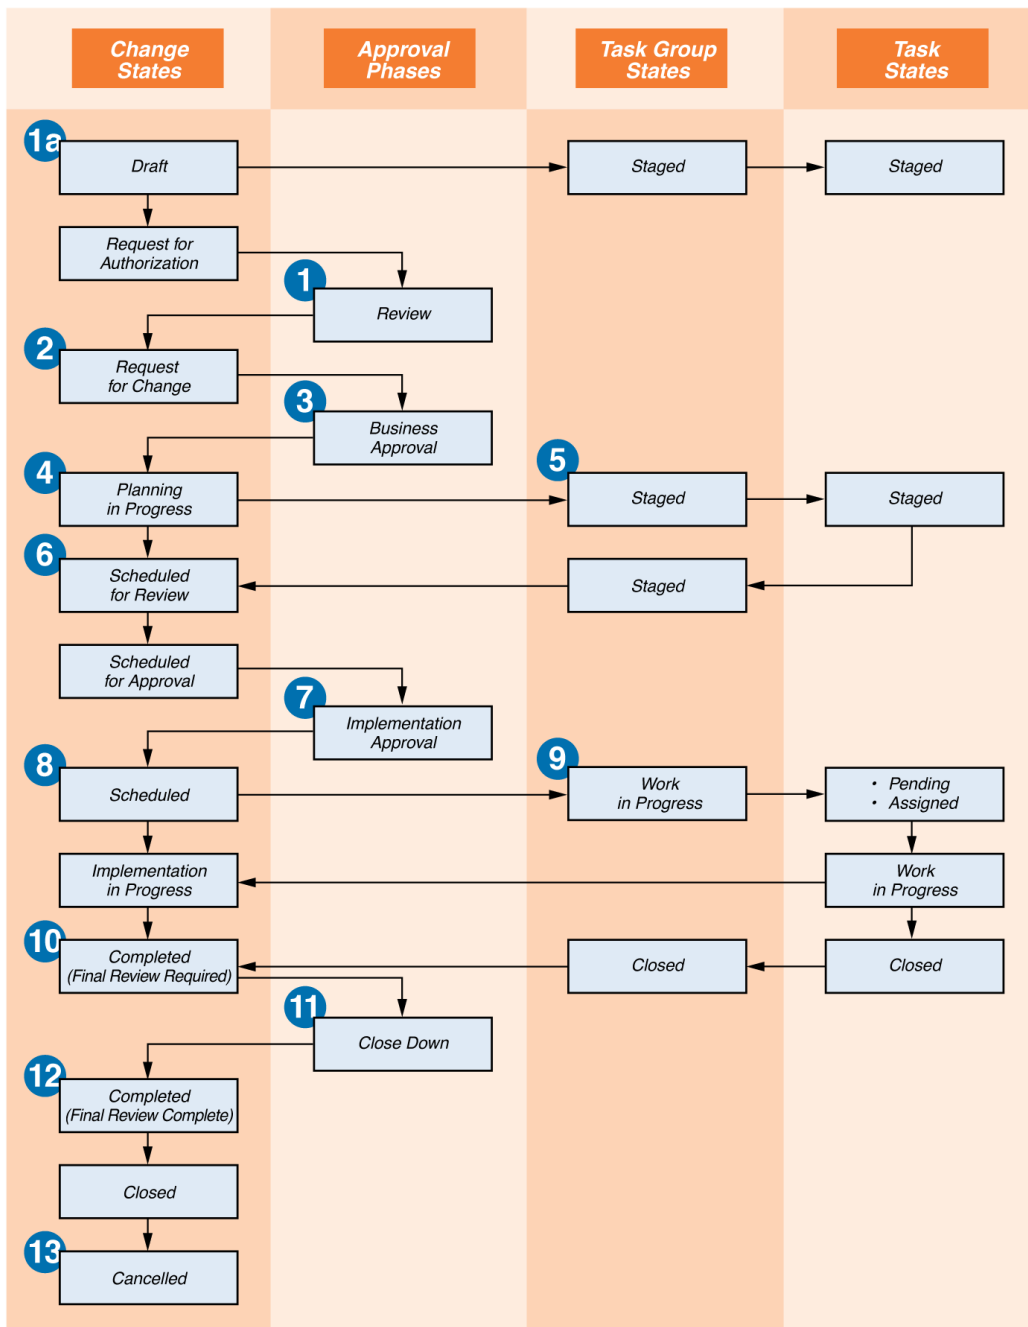 Change
States
Approval
Phases
Task Group
States
Task
States
1a
Draft
Staged
Staged
Request for
Authorization
1
Review
2
Request
for Change
3
Business
Approval
4
Planning
in Progress
5
Staged
Staged
6
Scheduled
for Review
Staged
Scheduled
for Approval
7
Implementation
Approval
8
Scheduled
9
Work
in Progress
• Pending
• Assigned
Implementation
in Progress
Work
in Progress
10
Completed
(Final Review Required)
Closed
Closed
11
Close Down
12
Completed
(Final Review Complete)
Closed
13
Cancelled